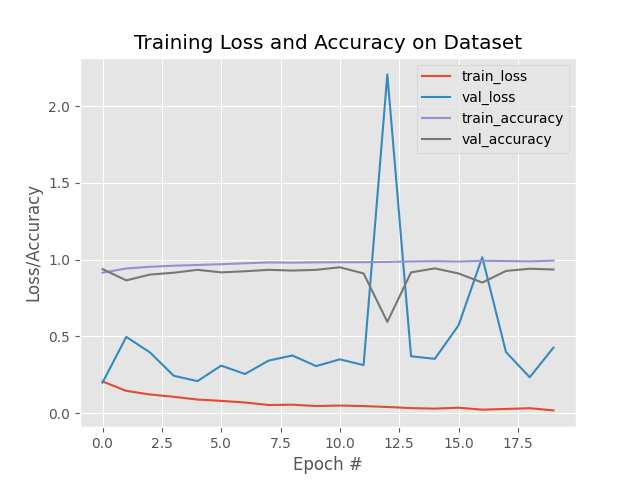 Training Loss and Accuracy on Dataset
train_loss
val_loss
train_accuracy
val_accuracy
2.0
1.5
1.0
0.5
0.0
Loss/Accuracy
0.0 2.5 5.0 7.5 10.0 12.5 15.0 17.5
Epoch #